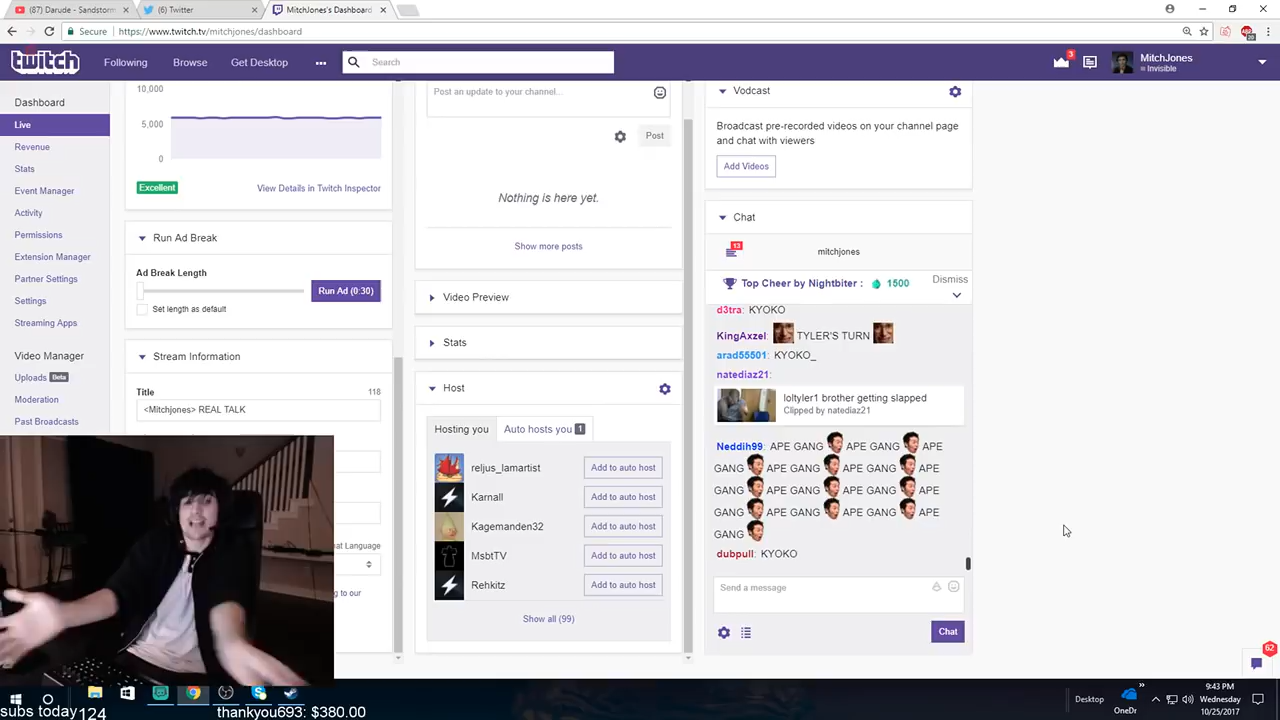 (87) Darude - Sandstorm
(6) Twitter
MitchJones's Dashboard
Secure
https://www.twitch.tv/mitchjones/dashboard
twitch
Following
Browse
Get Desktop
Search
3
MitchJones
Invisible
Dashboard
Live
Revenue
Stats
Event Manager
Activity
Permissions
Extension Manager
Partner Settings
Settings
Streaming Apps
Video Manager
Uploads Beta
Moderation
Past Broadcasts
10,000
5,000
0
Excellent
View Details in Twitch Inspector
Run Ad Break
Ad Break Length
Run Ad (0:30)
Set length as default
Stream Information
Title
118
<Mitchjones> REAL TALK
Language
Post an update to your channel...
Post
Nothing is here yet.
Show more posts
Video Preview
Stats
Host
Hosting you
Auto hosts you 1
reljus_lamartist
Add to auto host
Karnall
Add to auto host
Kagemanden32
Add to auto host
MsbtTV
Add to auto host
Rehkitz
Add to auto host
Show all (99)
Vodcast
Broadcast pre-recorded videos on your channel page
and chat with viewers
Add Videos
Chat
13
mitchjones
Top Cheer by Nightbiter : 1500
Dismiss
d3tra: KYOKO
KingAxzel: TYLER'S TURN
arad55501: KYOKO_
natediaz21:
loltyler1 brother getting slapped
Clipped by natediaz21
Neddih99: APE GANG APE GANG APE
GANG APE GANG APE GANG APE
GANG APE GANG APE GANG APE
GANG APE GANG APE GANG APE
GANG
dubpull: KYOKO
Send a message
Chat
62
Desktop
OneDr
9:43 PM
Wednesday
10/25/2017
subs today 124
thankyou693: $380.00